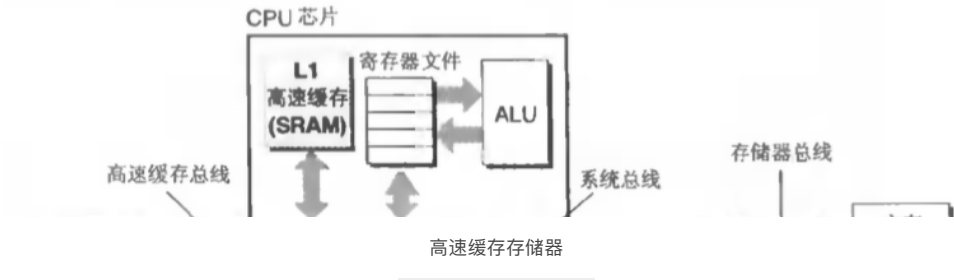 CPU 芯片
寄存器文件
L1
高速缓存
(SRAM)
ALU
存储器总线
高速缓存总线
系统总线
高速缓存存储器